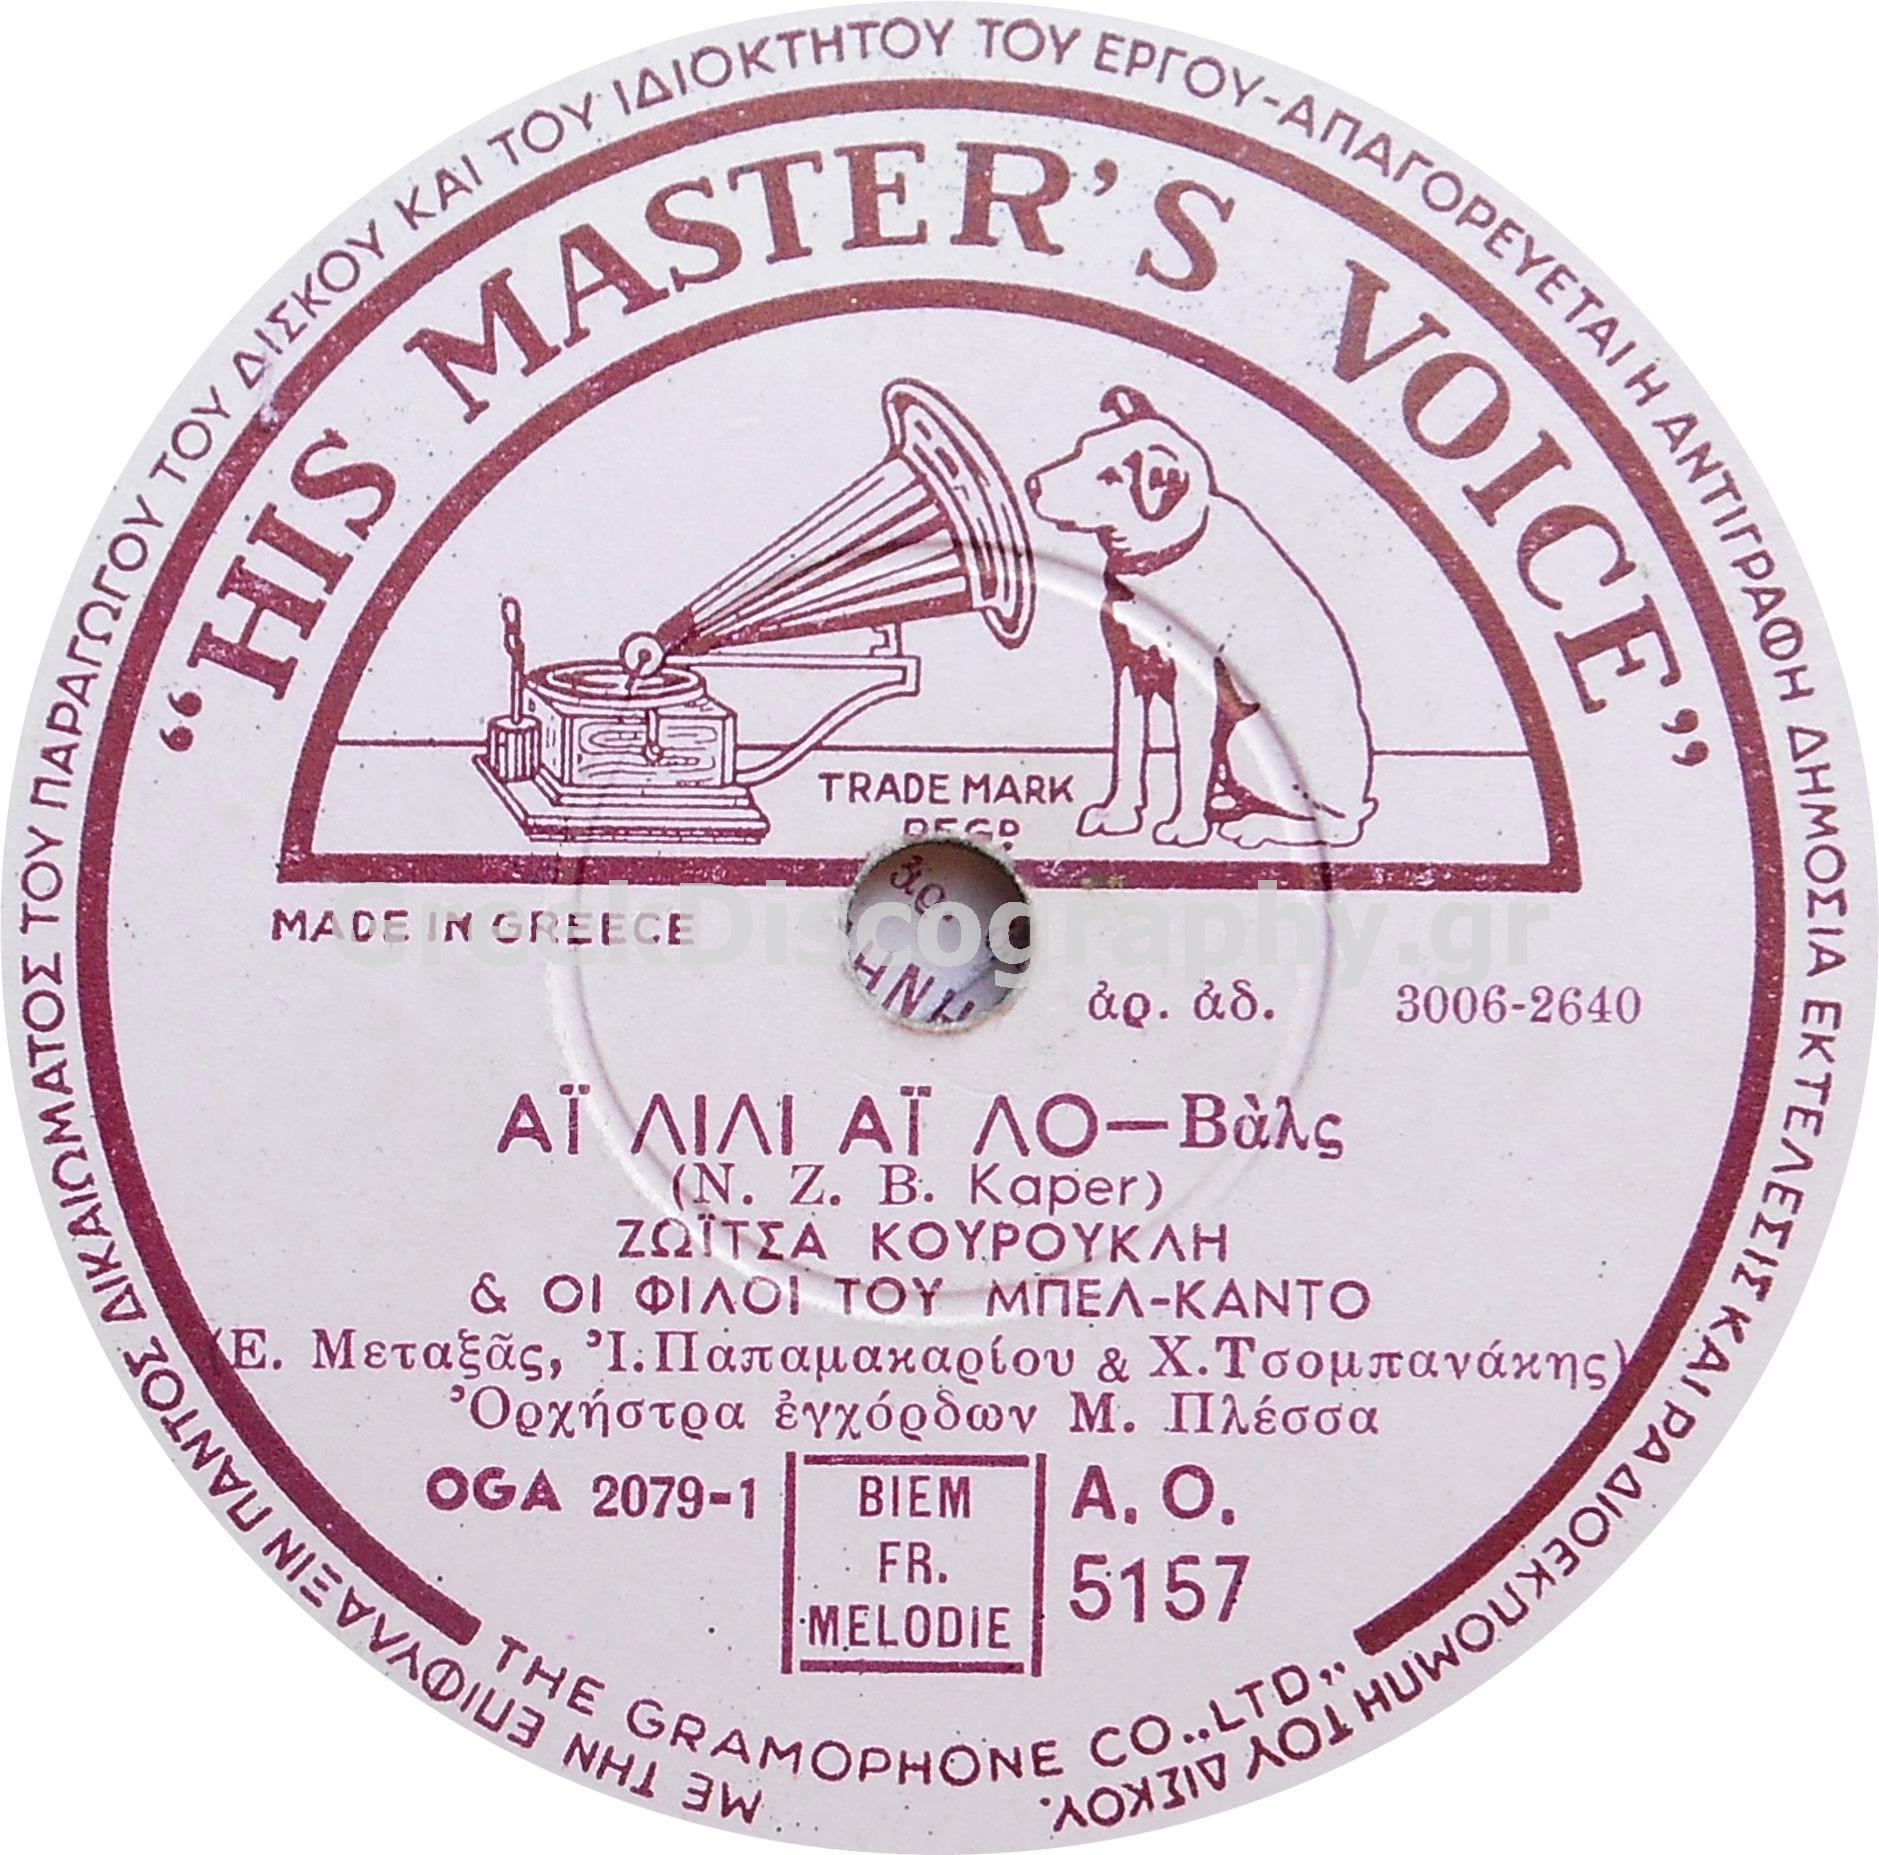 ΜΕ ΤΗΝ ΕΠΙΦΥΛΑΞΙΝ ΠΑΝΤΟΣ ΔΙΚΑΙΩΜΑΤΟΣ ΤΟΥ ΠΑΡΑΓΩΓΟΥ ΤΟΥ ΔΙΣΚΟΥ ΚΑΙ ΤΟΥ ΙΔΙΟΚΤΗΤΟΥ ΤΟΥ ΕΡΓΟΥ-ΑΠΑΓΟΡΕΥΕΤΑΙ Η ΑΝΤΙΓΡΑΦΗ ΔΗΜΟΣΙΑ ΕΚΤΕΛΕΣΙΣ ΚΑΙ ΡΑΔΙΟΕΚΠΟΜΠΗ ΤΟΥ ΔΙΣΚΟΥ.
“HIS MASTER’S VOICE”
TRADE MARK
REGD
MADE IN GREECE
GreekDiscography.gr
ἀρ.
ΗΝΗ
ἀρ. ἀδ. 3006-2640
ΑΪ ΛΙΛΙ ΑΪ ΛΟ—Βὰλς
(N. Z. B. Kaper)
ΖΩΪΤΣΑ ΚΟΥΡΟΥΚΛΗ
& ΟΙ ΦΙΛΟΙ ΤΟΥ ΜΠΕΛ-ΚΑΝΤΟ
(Ε. Μεταξᾶς, Ἰ. Παπαμακαρίου & Χ. Τσομπανάκης)
Ὀρχήστρα ἐγχόρδων Μ. Πλέσσα
OGA 2079-1
BIEM
FR.
MELODIE
A. O.
5157
THE GRAMOPHONE CO., LTD,,